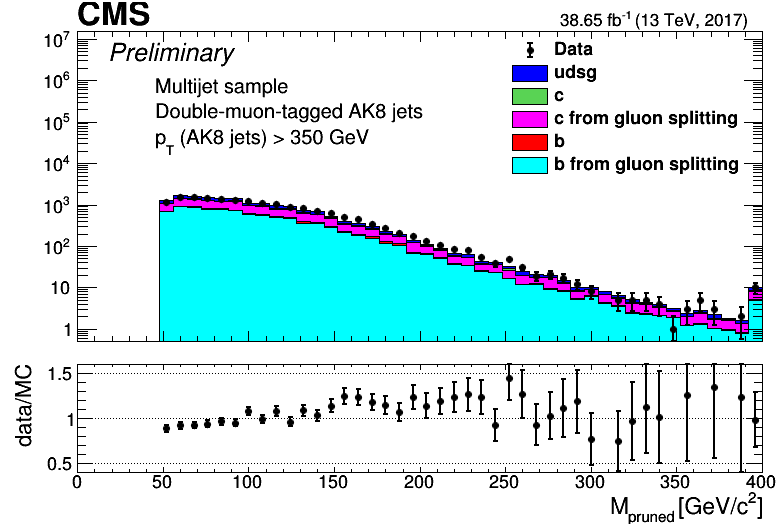 CMS
38.65 fb⁻¹ (13 TeV, 2017)
Preliminary
Multijet sample
Double-muon-tagged AK8 jets
p_T (AK8 jets) > 350 GeV
Data
udsg
c
c from gluon splitting
b
b from gluon splitting
10⁷
10⁶
10⁵
10⁴
10³
10²
10
1
data/MC
1.5
1
0.5
0 50 100 150 200 250 300 350 400
M_pruned [GeV/c²]